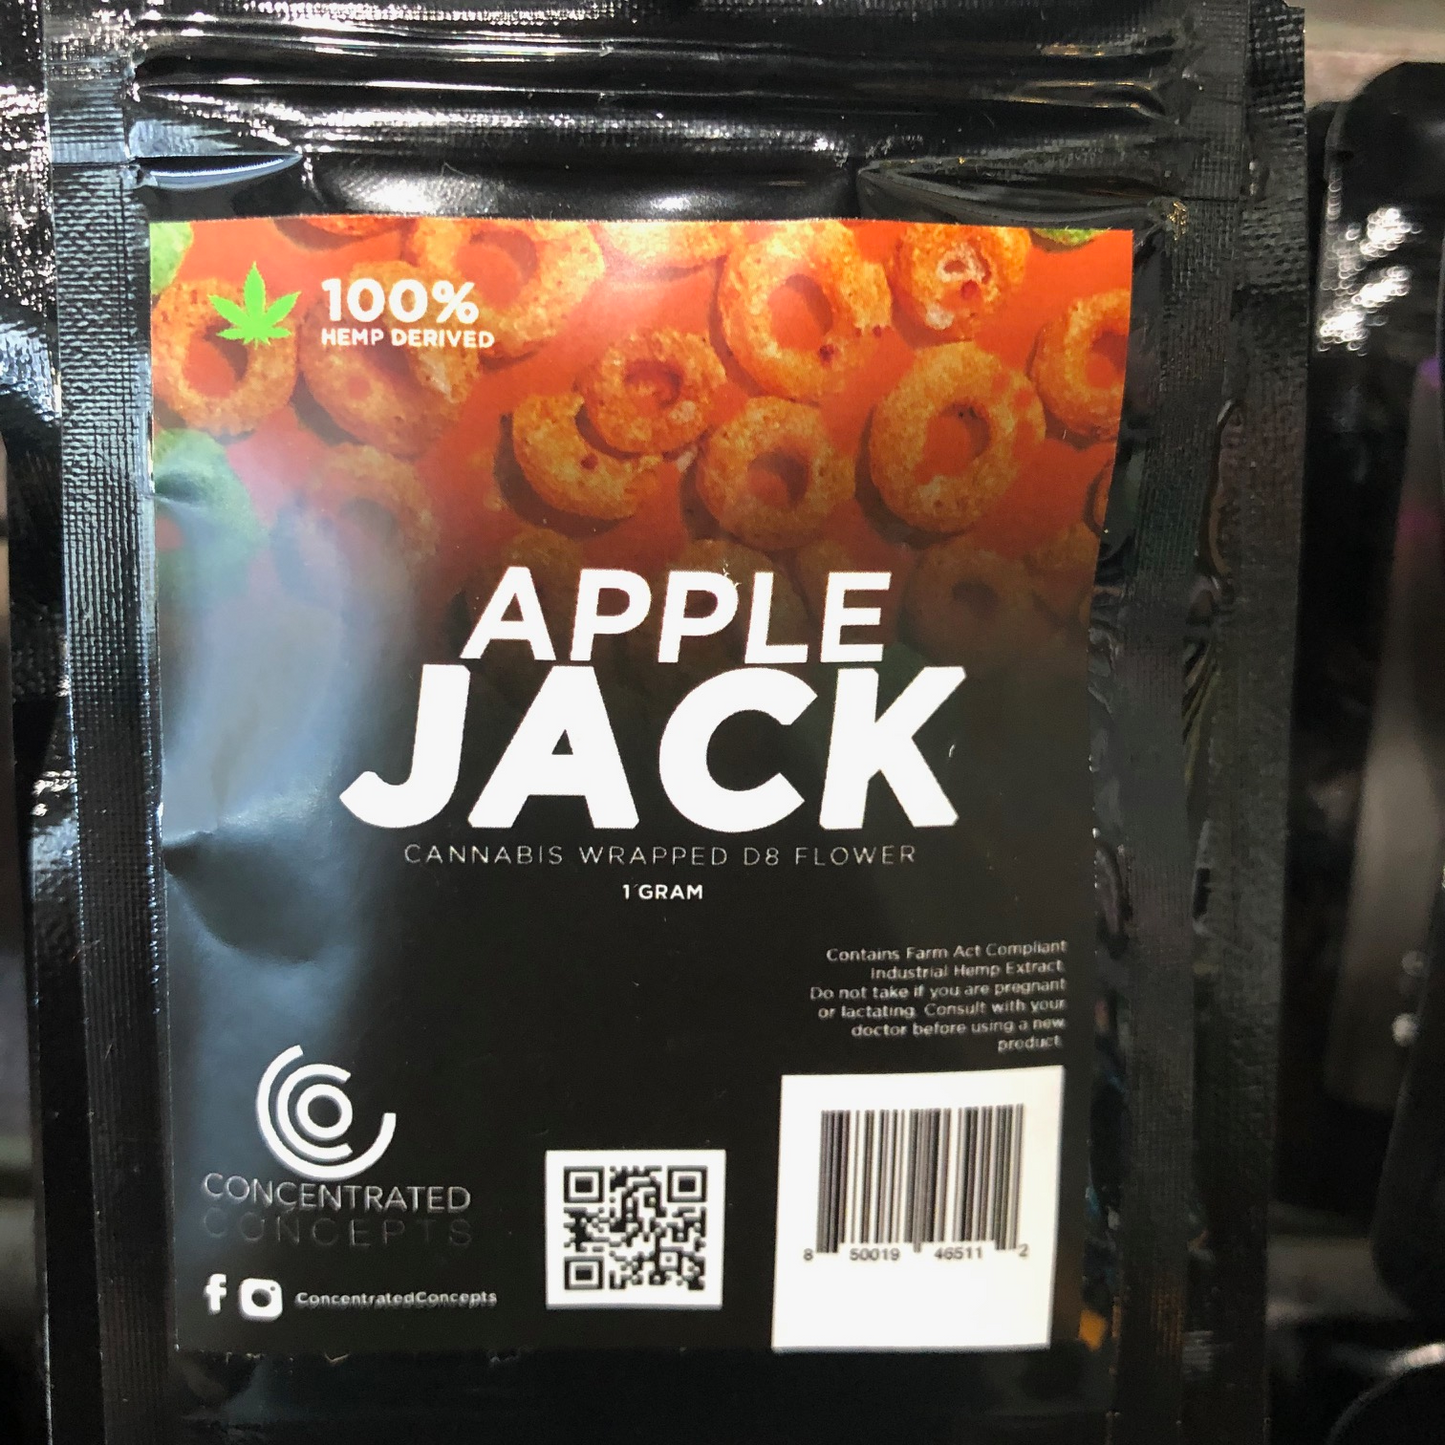 100%
HEMP DERIVED
APPLE
JACK
CANNABIS WRAPPED D8 FLOWER
1 GRAM
Contains Farm Act Compliant
Industrial Hemp Extract.
Do not take if you are pregnant
or lactating. Consult with your
doctor before using a new
product.
CONCENTRATED
CONCEPTS
ConcentratedConcepts
8 50019 46511 2